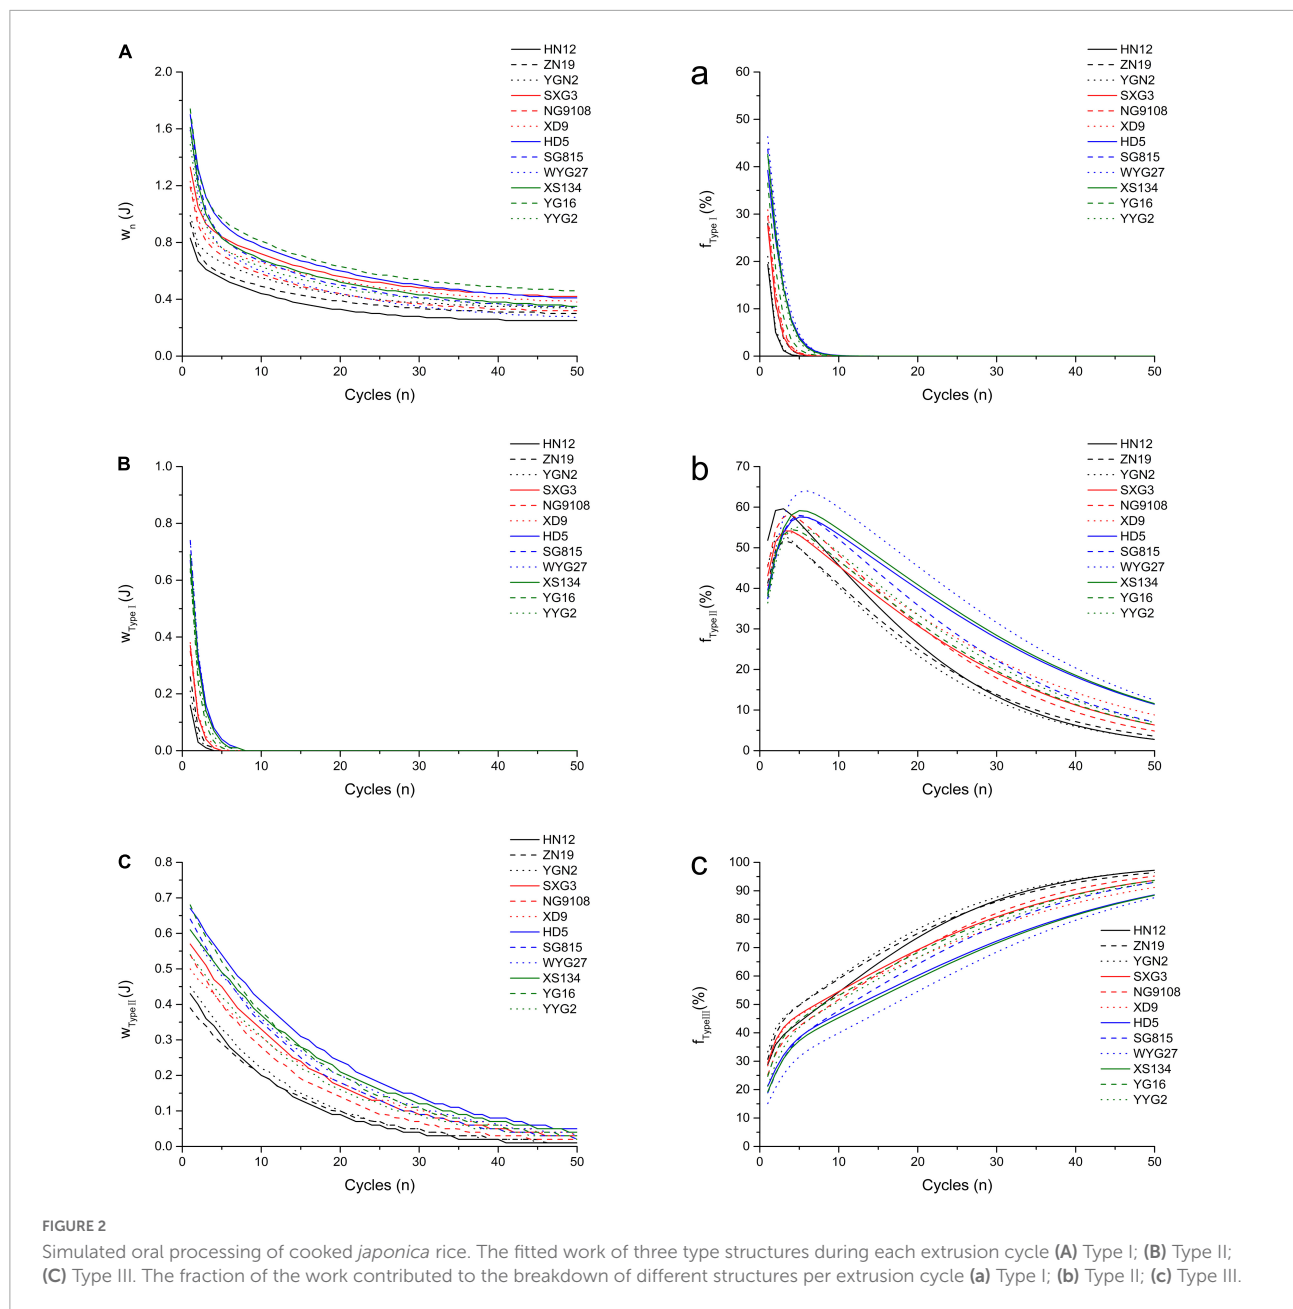 A
HN12
ZN19
YGN2
SXG3
NG9108
XD9
HD5
SG815
WYG27
XS134
YG16
YYG2
2.0
1.6
1.2
0.8
0.4
0.0
wn (J)
0 10 20 30 40 50
Cycles (n)
a
HN12
ZN19
YGN2
SXG3
NG9108
XD9
HD5
SG815
WYG27
XS134
YG16
YYG2
60
50
40
30
20
10
0
fType I (%)
0 10 20 30 40 50
Cycles (n)
B
HN12
ZN19
YGN2
SXG3
NG9108
XD9
HD5
SG815
WYG27
XS134
YG16
YYG2
1.0
0.8
0.6
0.4
0.2
0.0
wType I (J)
0 10 20 30 40 50
Cycles (n)
b
HN12
ZN19
YGN2
SXG3
NG9108
XD9
HD5
SG815
WYG27
XS134
YG16
YYG2
70
60
50
40
30
20
10
0
fType II (%)
0 10 20 30 40 50
Cycles (n)
C
HN12
ZN19
YGN2
SXG3
NG9108
XD9
HD5
SG815
WYG27
XS134
YG16
YYG2
0.8
0.7
0.6
0.5
0.4
0.3
0.2
0.1
0.0
wType II (J)
0 10 20 30 40 50
Cycles (n)
c
HN12
ZN19
YGN2
SXG3
NG9108
XD9
HD5
SG815
WYG27
XS134
YG16
YYG2
100
90
80
70
60
50
40
30
20
10
0
fTypeIII (%)
0 10 20 30 40 50
Cycles (n)
FIGURE 2
Simulated oral processing of cooked japonica rice. The fitted work of three type structures during each extrusion cycle (A) Type I; (B) Type II;
(C) Type III. The fraction of the work contributed to the breakdown of different structures per extrusion cycle (a) Type I; (b) Type II; (c) Type III.